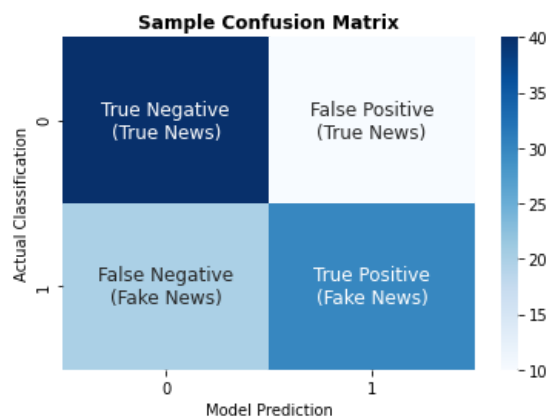 Sample Confusion Matrix
Actual Classification
0
1
True Negative
(True News)
False Positive
(True News)
False Negative
(Fake News)
True Positive
(Fake News)
0
1
Model Prediction
40
35
30
25
20
15
10